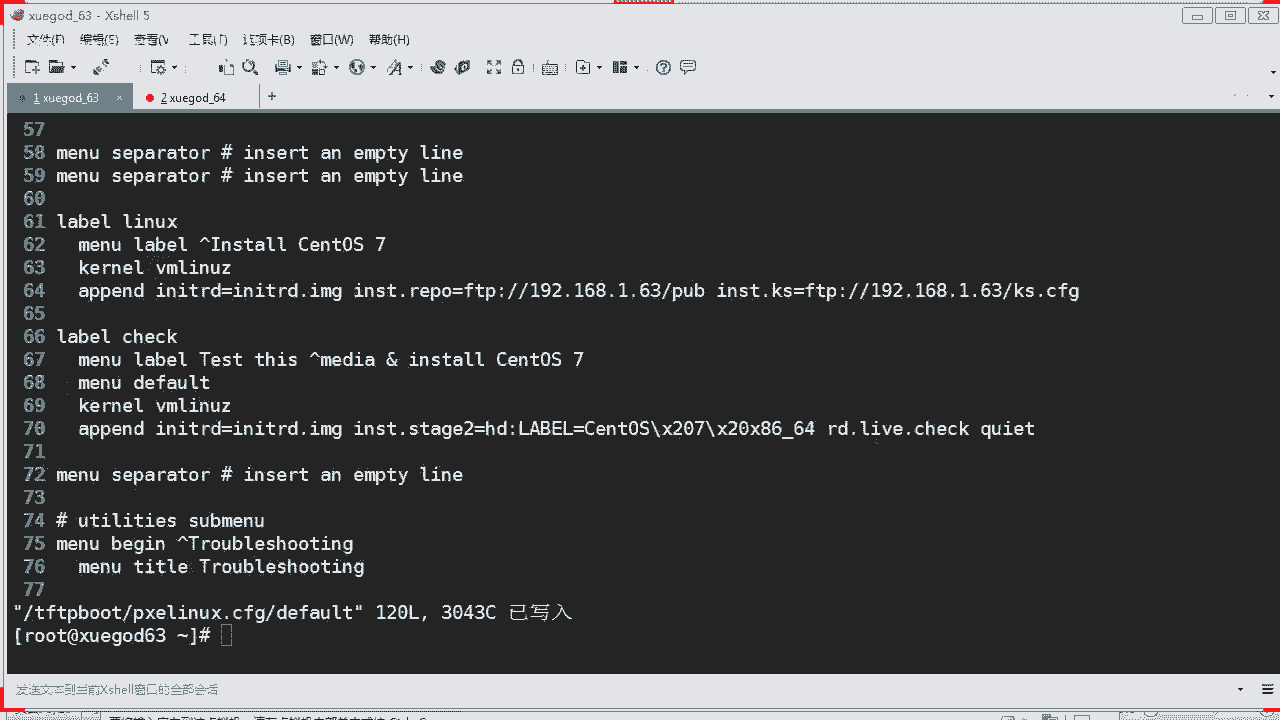 xuegod_63 - Xshell 5
文件(F) 编辑(E) 查看(V 工具(T) 选项卡(B) 窗口(W) 帮助(H)
1 xuegod_63 × 2 xuegod_64 +
57
58 menu separator # insert an empty line
59 menu separator # insert an empty line
60
61 label linux
62 menu label ^Install CentOS 7
63 kernel vmlinuz
64 append initrd=initrd.img inst.repo=ftp://192.168.1.63/pub inst.ks=ftp://192.168.1.63/ks.cfg
65
66 label check
67 menu label Test this ^media & install CentOS 7
68 menu default
69 kernel vmlinuz
70 append initrd=initrd.img inst.stage2=hd:LABEL=CentOS\x207\x20x86_64 rd.live.check quiet
71
72 menu separator # insert an empty line
73
74 # utilities submenu
75 menu begin ^Troubleshooting
76 menu title Troubleshooting
77
"/tftpboot/pxelinux.cfg/default" 120L, 3043C 已写入
[root@xuegod63 ~]#
发送文本到当前Xshell窗口的全部会话